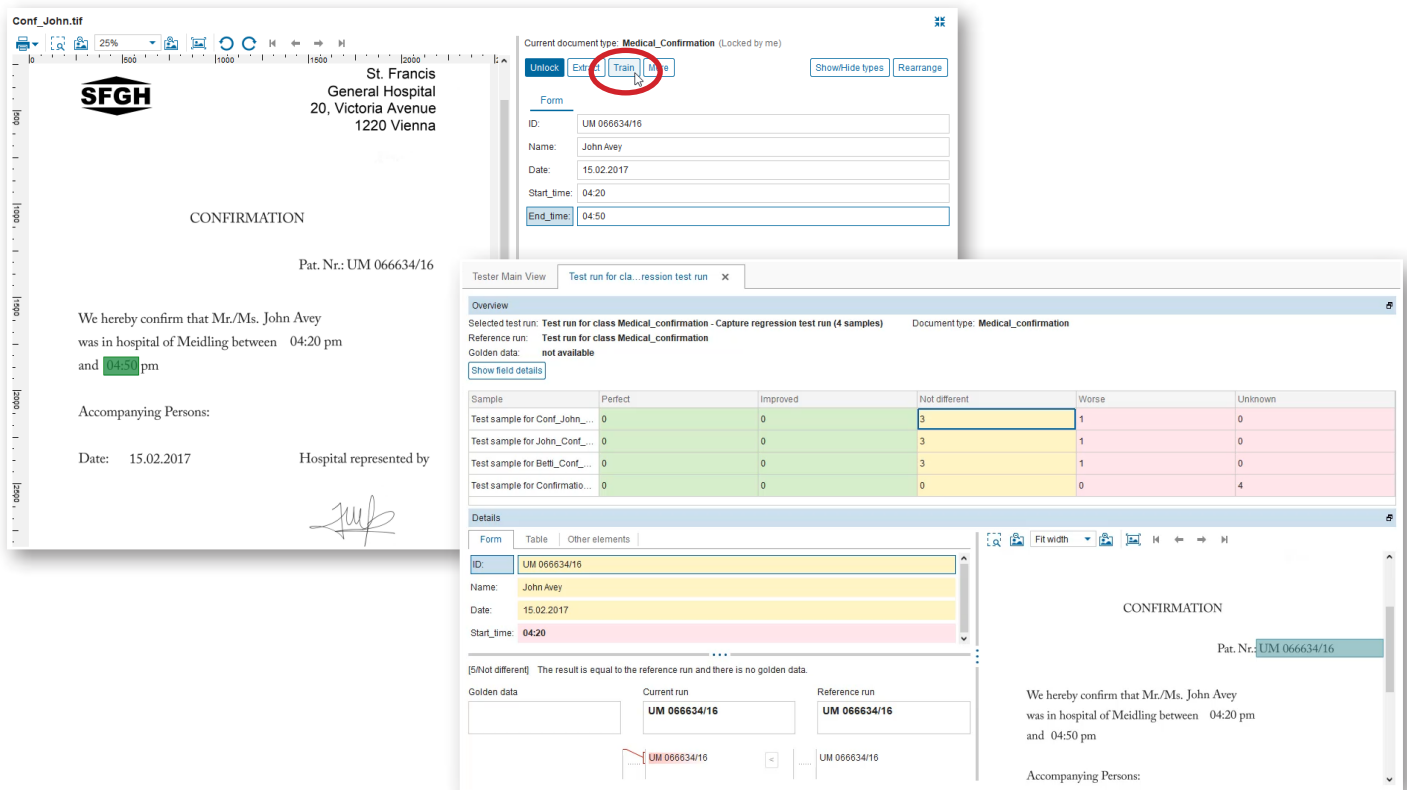 Conf_John.tif
25%
0 500 1000 1500 2000
500
1000
1500
2000
2500
SFGH
St. Francis
General Hospital
20, Victoria Avenue
1220 Vienna
CONFIRMATION
Pat. Nr.: UM 066634/16
We hereby confirm that Mr./Ms. John Avey
was in hospital of Meidling between 04:20 pm
and 04:50 pm
Accompanying Persons:
Date: 15.02.2017 Hospital represented by
Current document type: Medical_Confirmation (Locked by me)
Unlock Extract Train More Show/Hide types Rearrange
Form
ID: UM 066634/16
Name: John Avey
Date: 15.02.2017
Start_time: 04:20
End_time: 04:50
Tester Main View Test run for cla...ression test run X
Overview
Selected test run: Test run for class Medical_confirmation - Capture regression test run (4 samples) Document type: Medical_confirmation
Reference run: Test run for class Medical_confirmation
Golden data: not available
Show field details
Sample Perfect Improved Not different Worse Unknown
Test sample for Conf_John_... 0 0 3 1 0
Test sample for John_Conf_... 0 0 3 1 0
Test sample for Betti_Conf_... 0 0 3 1 0
Test sample for Confirmatio... 0 0 0 0 4
Details
Form Table Other elements
Fit width
ID: UM 066634/16
Name: John Avey
Date: 15.02.2017
Start_time: 04:20
[5/Not different] The result is equal to the reference run and there is no golden data.
Golden data Current run Reference run
UM 066634/16 UM 066634/16
UM 066634/16 < UM 066634/16
CONFIRMATION
Pat. Nr.: UM 066634/16
We hereby confirm that Mr./Ms. John Avey
was in hospital of Meidling between 04:20 pm
and 04:50 pm
Accompanying Persons: